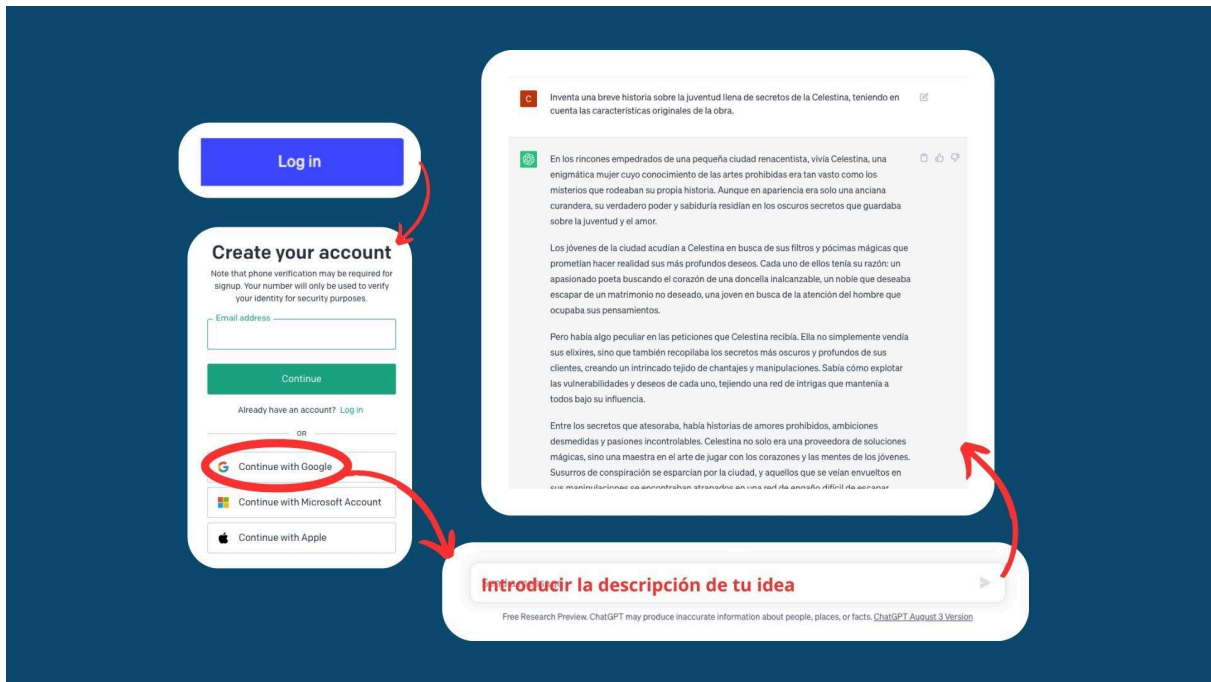 Log in
Create your account
Note that phone verification may be required for
signup. Your number will only be used to verify
your identity for security purposes.
Email address
Continue
Already have an account? Log in
OR
Continue with Google
Continue with Microsoft Account
Continue with Apple
C
Inventa una breve historia sobre la juventud llena de secretos de la Celestina, teniendo en
cuenta las características originales de la obra.
En los rincones empedrados de una pequeña ciudad renacentista, vivía Celestina, una
enigmática mujer cuyo conocimiento de las artes prohibidas era tan vasto como los
misterios que rodeaban su propia historia. Aunque en apariencia era solo una anciana
curandera, su verdadero poder y sabiduría residían en los oscuros secretos que guardaba
sobre la juventud y el amor.
Los jóvenes de la ciudad acudían a Celestina en busca de sus filtros y pócimas mágicas que
prometían hacer realidad sus más profundos deseos. Cada uno de ellos tenía su razón: un
apasionado poeta buscando el corazón de una doncella inalcanzable, un noble que deseaba
escapar de un matrimonio no deseado, una joven en busca de la atención del hombre que
ocupaba sus pensamientos.
Pero había algo peculiar en las peticiones que Celestina recibía. Ella no simplemente vendía
sus elixires, sino que también recopilaba los secretos más oscuros y profundos de sus
clientes, creando un intrincado tejido de chantajes y manipulaciones. Sabía cómo explotar
las vulnerabilidades y deseos de cada uno, tejiendo una red de intrigas que mantenía a
todos bajo su influencia.
Entre los secretos que atesoraba, había historias de amores prohibidos, ambiciones
desmedidas y pasiones incontrolables. Celestina no solo era una proveedora de soluciones
mágicas, sino una maestra en el arte de jugar con los corazones y las mentes de los jóvenes.
Susurros de conspiración se esparcían por la ciudad, y aquellos que se veían envueltos en
sus manipulaciones se encontraban atrapados en una red de engaño difícil de escapar
Introducir la descripción de tu idea
Free Research Preview. ChatGPT may produce inaccurate information about people, places, or facts. ChatGPT August 3 Version